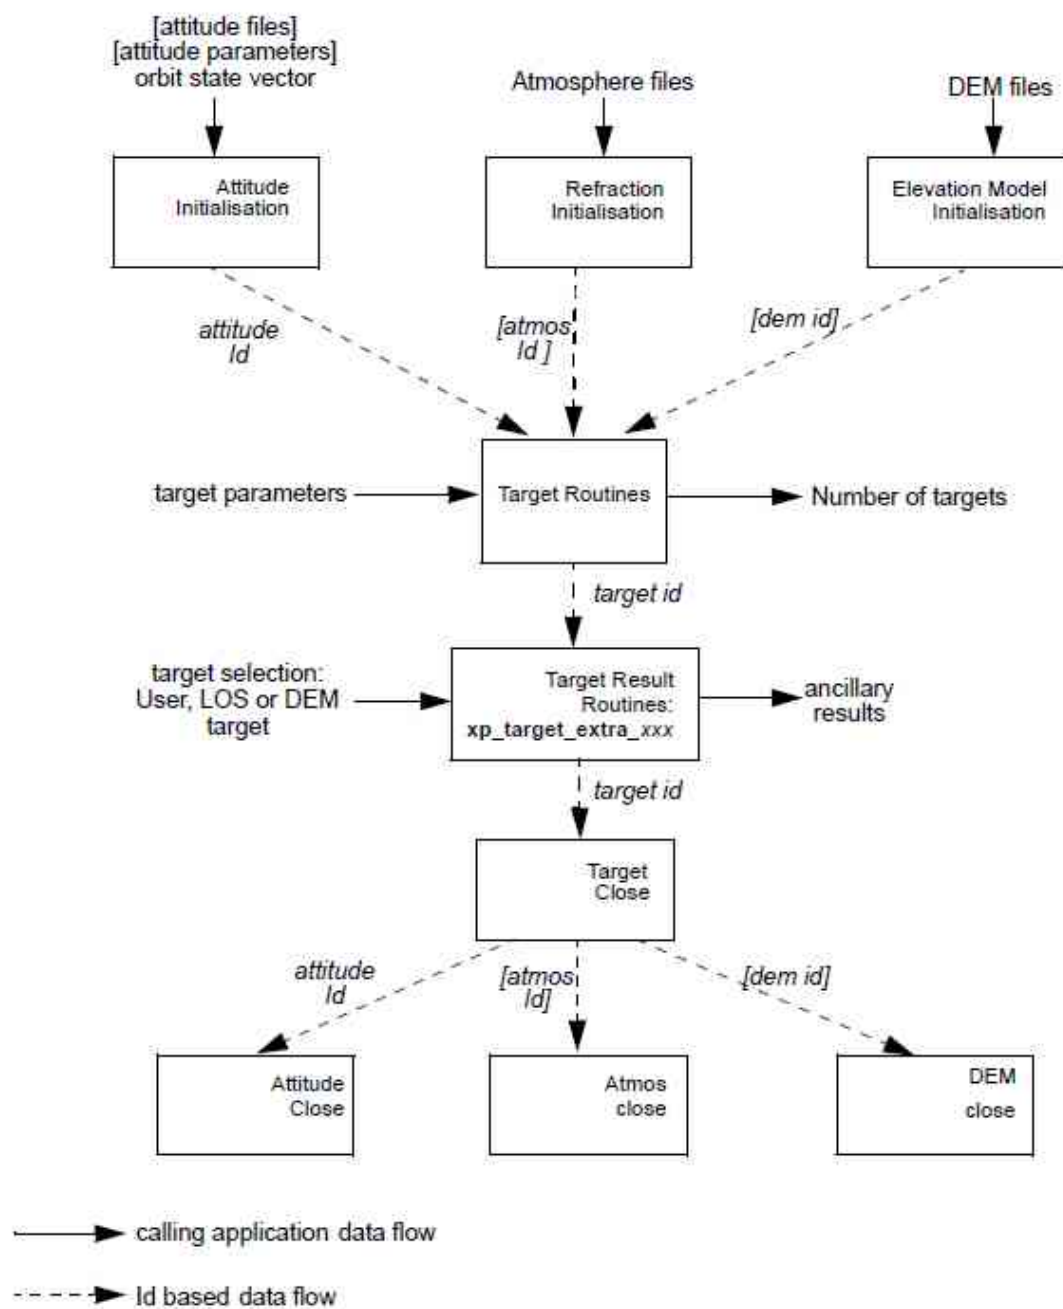 [attitude files]
[attitude parameters]
orbit state vector
Atmosphere files
DEM files
Attitude
Initialisation
Refraction
Initialisation
Elevation Model
Initialisation
attitude
Id
[atmos
Id ]
[dem id]
target parameters
Target Routines
Number of targets
target id
target selection:
User, LOS or DEM
target
Target Result
Routines:
xp_target_extra_xxx
ancillary
results
target id
Target
Close
attitude
Id
[atmos
Id]
[dem id]
Attitude
Close
Atmos
close
DEM
close
calling application data flow
Id based data flow